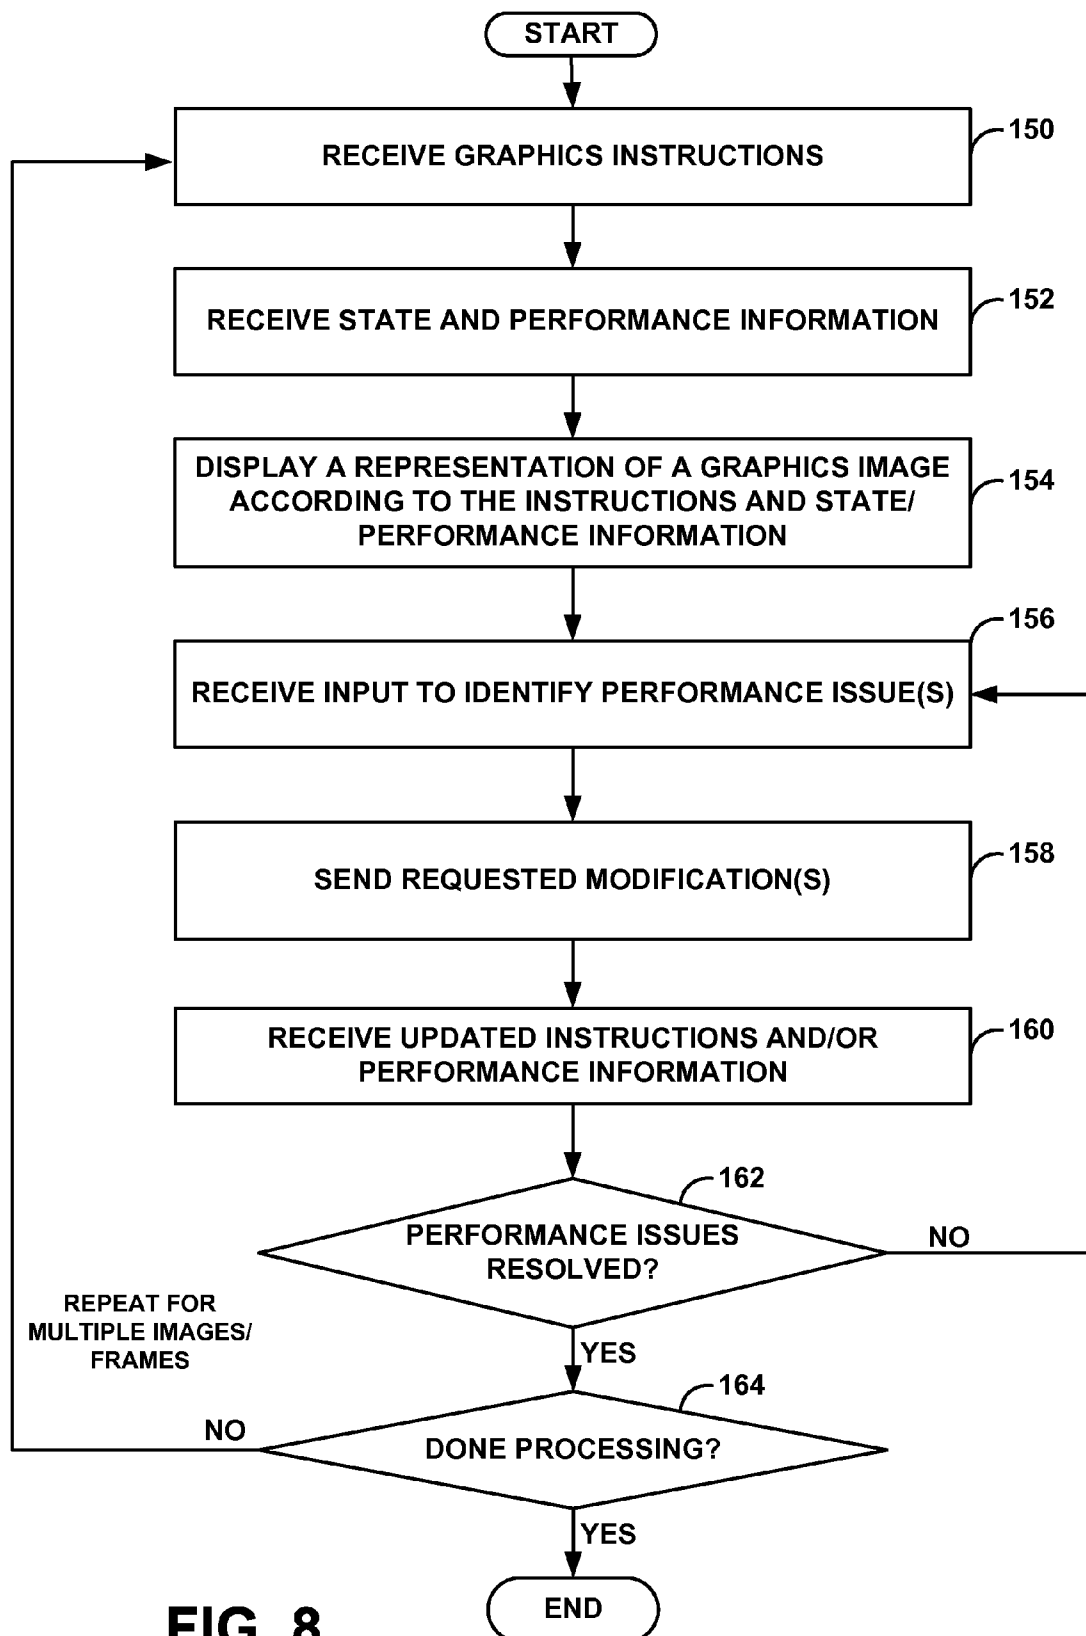 START
RECEIVE GRAPHICS INSTRUCTIONS
150
RECEIVE STATE AND PERFORMANCE INFORMATION
152
DISPLAY A REPRESENTATION OF A GRAPHICS IMAGE
ACCORDING TO THE INSTRUCTIONS AND STATE/
PERFORMANCE INFORMATION
154
RECEIVE INPUT TO IDENTIFY PERFORMANCE ISSUE(S)
156
SEND REQUESTED MODIFICATION(S)
158
RECEIVE UPDATED INSTRUCTIONS AND/OR
PERFORMANCE INFORMATION
160
PERFORMANCE ISSUES
RESOLVED?
162
NO
YES
REPEAT FOR
MULTIPLE IMAGES/
FRAMES
DONE PROCESSING?
164
NO
YES
END
FIG. 8